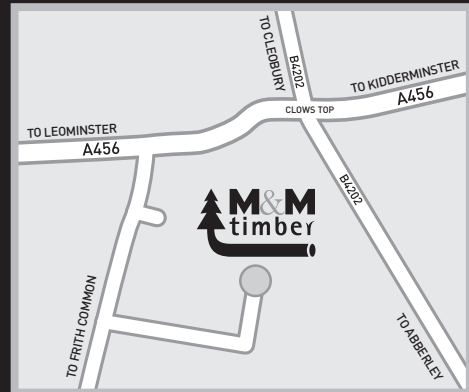 TO CLEOBURY
B4202
TO KIDDERMINSTER
A456
CLOWS TOP
TO LEOMINSTER
A456
B4202
M&M
timber
TO FRITH COMMON
TO ABBERLEY